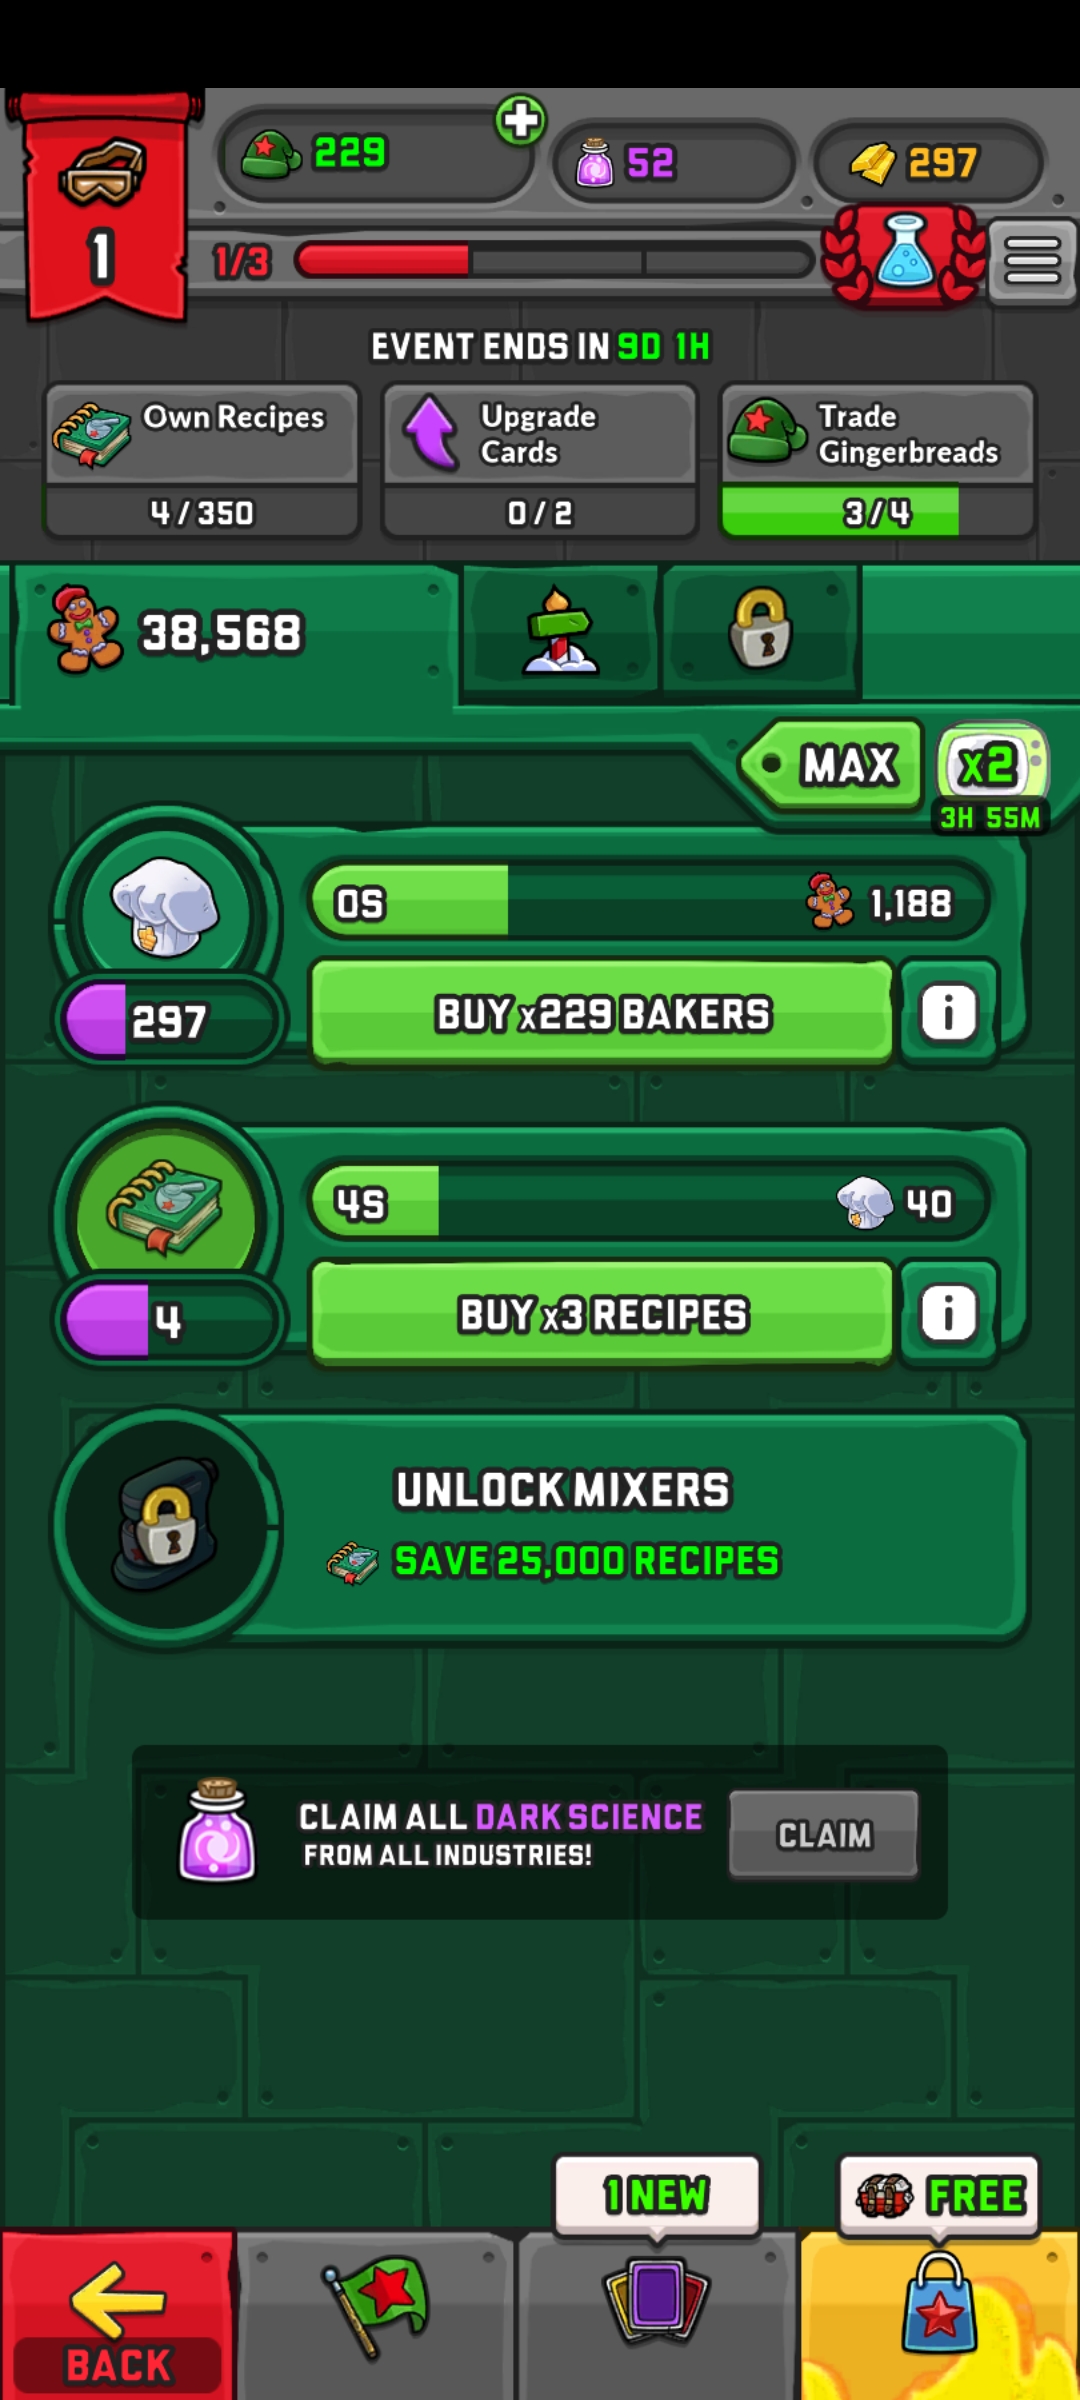 229
52
297
1
1/3
EVENT ENDS IN 9D 1H
Own Recipes
4/350
Upgrade
Cards
0/2
Trade
Gingerbreads
3/4
38,568
MAX
x2
3H 55M
0S
1,188
297
BUY x229 BAKERS
i
4S
40
4
BUY x3 RECIPES
i
UNLOCK MIXERS
SAVE 25,000 RECIPES
CLAIM ALL DARK SCIENCE
FROM ALL INDUSTRIES!
CLAIM
1 NEW
FREE
BACK